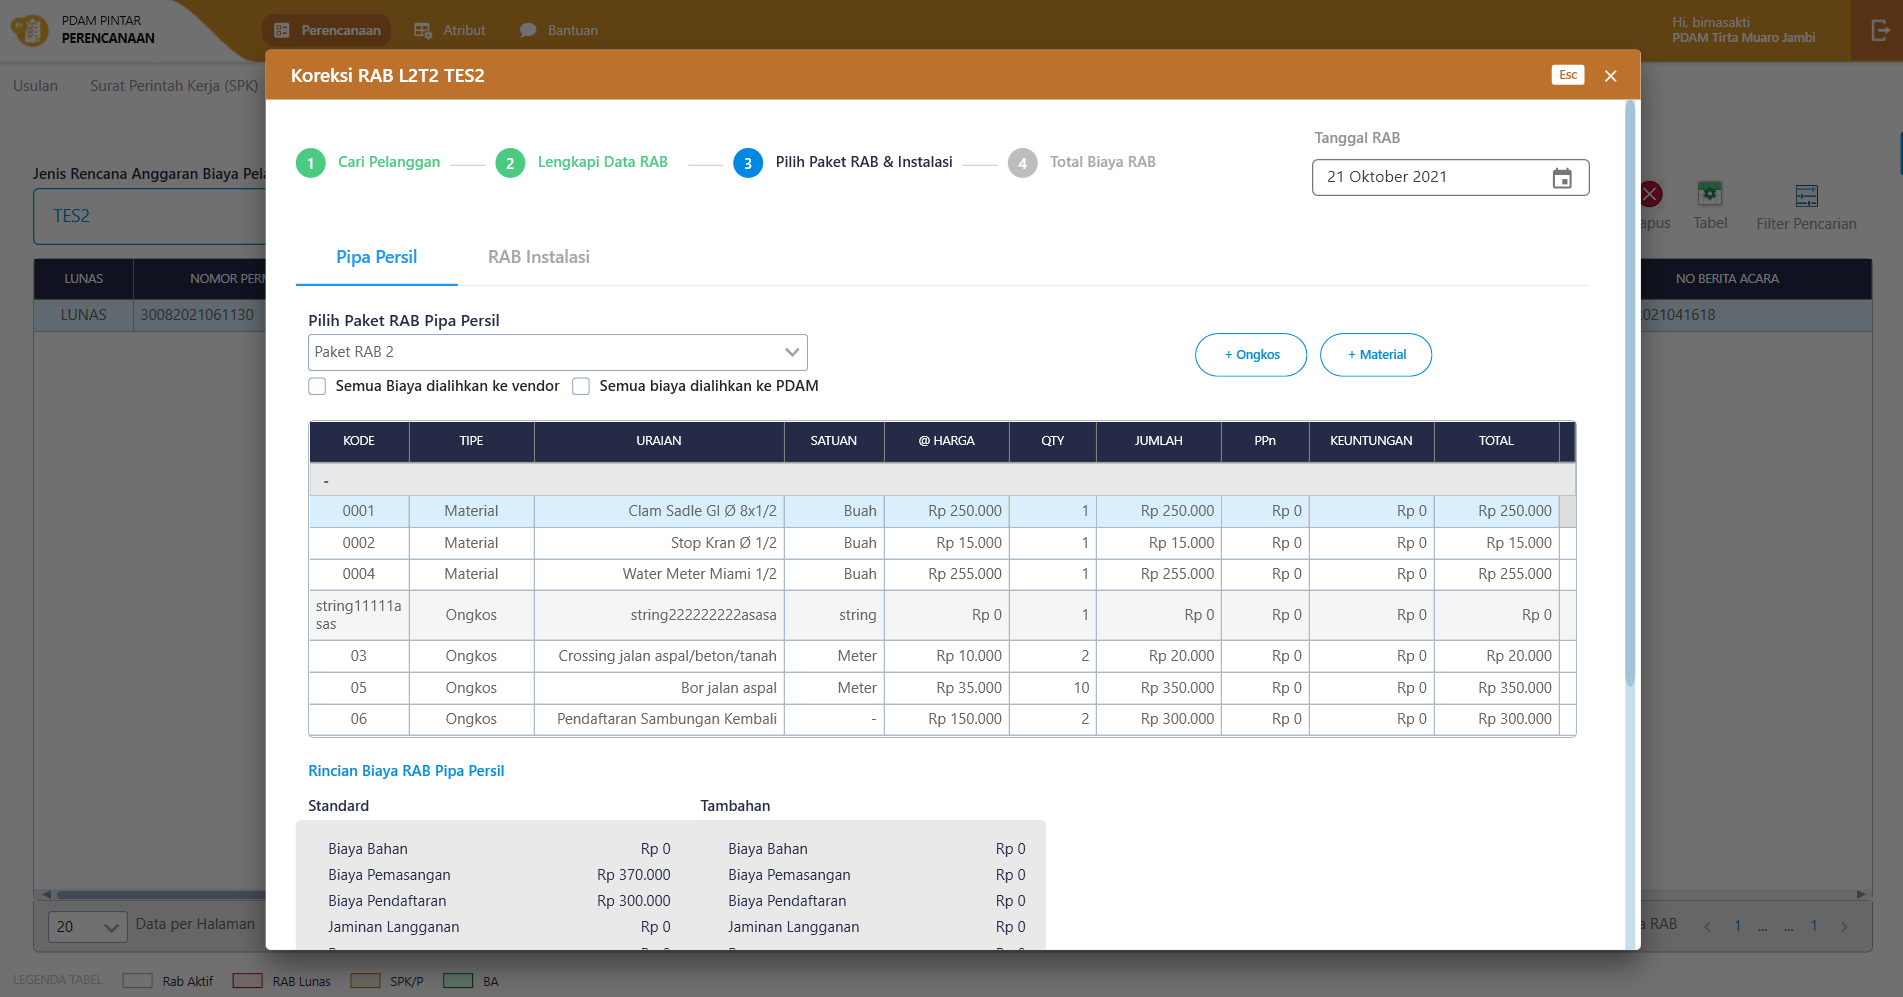 PDAM PINTAR
PERENCANAAN
Perencanaan
Atribut
Bantuan
Hi, bimasakti
PDAM Tirta Muaro Jambi
Usulan
Surat Perintah Kerja (SPK)
Koreksi RAB L2T2 TES2
Esc
1 Cari Pelanggan
2 Lengkapi Data RAB
3 Pilih Paket RAB & Instalasi
4 Total Biaya RAB
Tanggal RAB
21 Oktober 2021
Jenis Rencana Anggaran Biaya Pela
TES2
apus
Tabel
Filter Pencarian
Pipa Persil
RAB Instalasi
LUNAS NOMOR PERM NO BERITA ACARA
LUNAS 30082021061130 2021041618
Pilih Paket RAB Pipa Persil
Paket RAB 2
+ Ongkos
+ Material
Semua Biaya dialihkan ke vendor
Semua biaya dialihkan ke PDAM
KODE TIPE URAIAN SATUAN @ HARGA QTY JUMLAH PPn KEUNTUNGAN TOTAL
-
0001 Material Clam Sadle GI Ø 8x1/2 Buah Rp 250.000 1 Rp 250.000 Rp 0 Rp 0 Rp 250.000
0002 Material Stop Kran Ø 1/2 Buah Rp 15.000 1 Rp 15.000 Rp 0 Rp 0 Rp 15.000
0004 Material Water Meter Miami 1/2 Buah Rp 255.000 1 Rp 255.000 Rp 0 Rp 0 Rp 255.000
string11111a
sas Ongkos string222222222asasa string Rp 0 1 Rp 0 Rp 0 Rp 0 Rp 0
03 Ongkos Crossing jalan aspal/beton/tanah Meter Rp 10.000 2 Rp 20.000 Rp 0 Rp 0 Rp 20.000
05 Ongkos Bor jalan aspal Meter Rp 35.000 10 Rp 350.000 Rp 0 Rp 0 Rp 350.000
06 Ongkos Pendaftaran Sambungan Kembali - Rp 150.000 2 Rp 300.000 Rp 0 Rp 0 Rp 300.000
Rincian Biaya RAB Pipa Persil
Standard Tambahan
Biaya Bahan Rp 0 Biaya Bahan Rp 0
Biaya Pemasangan Rp 370.000 Biaya Pemasangan Rp 0
Biaya Pendaftaran Rp 300.000 Biaya Pendaftaran Rp 0
Jaminan Langganan Rp 0 Jaminan Langganan Rp 0
20 Data per Halaman
a RAB < 1 ... ... 1 >
LEGENDA TABEL Rab Aktif RAB Lunas SPK/P BA